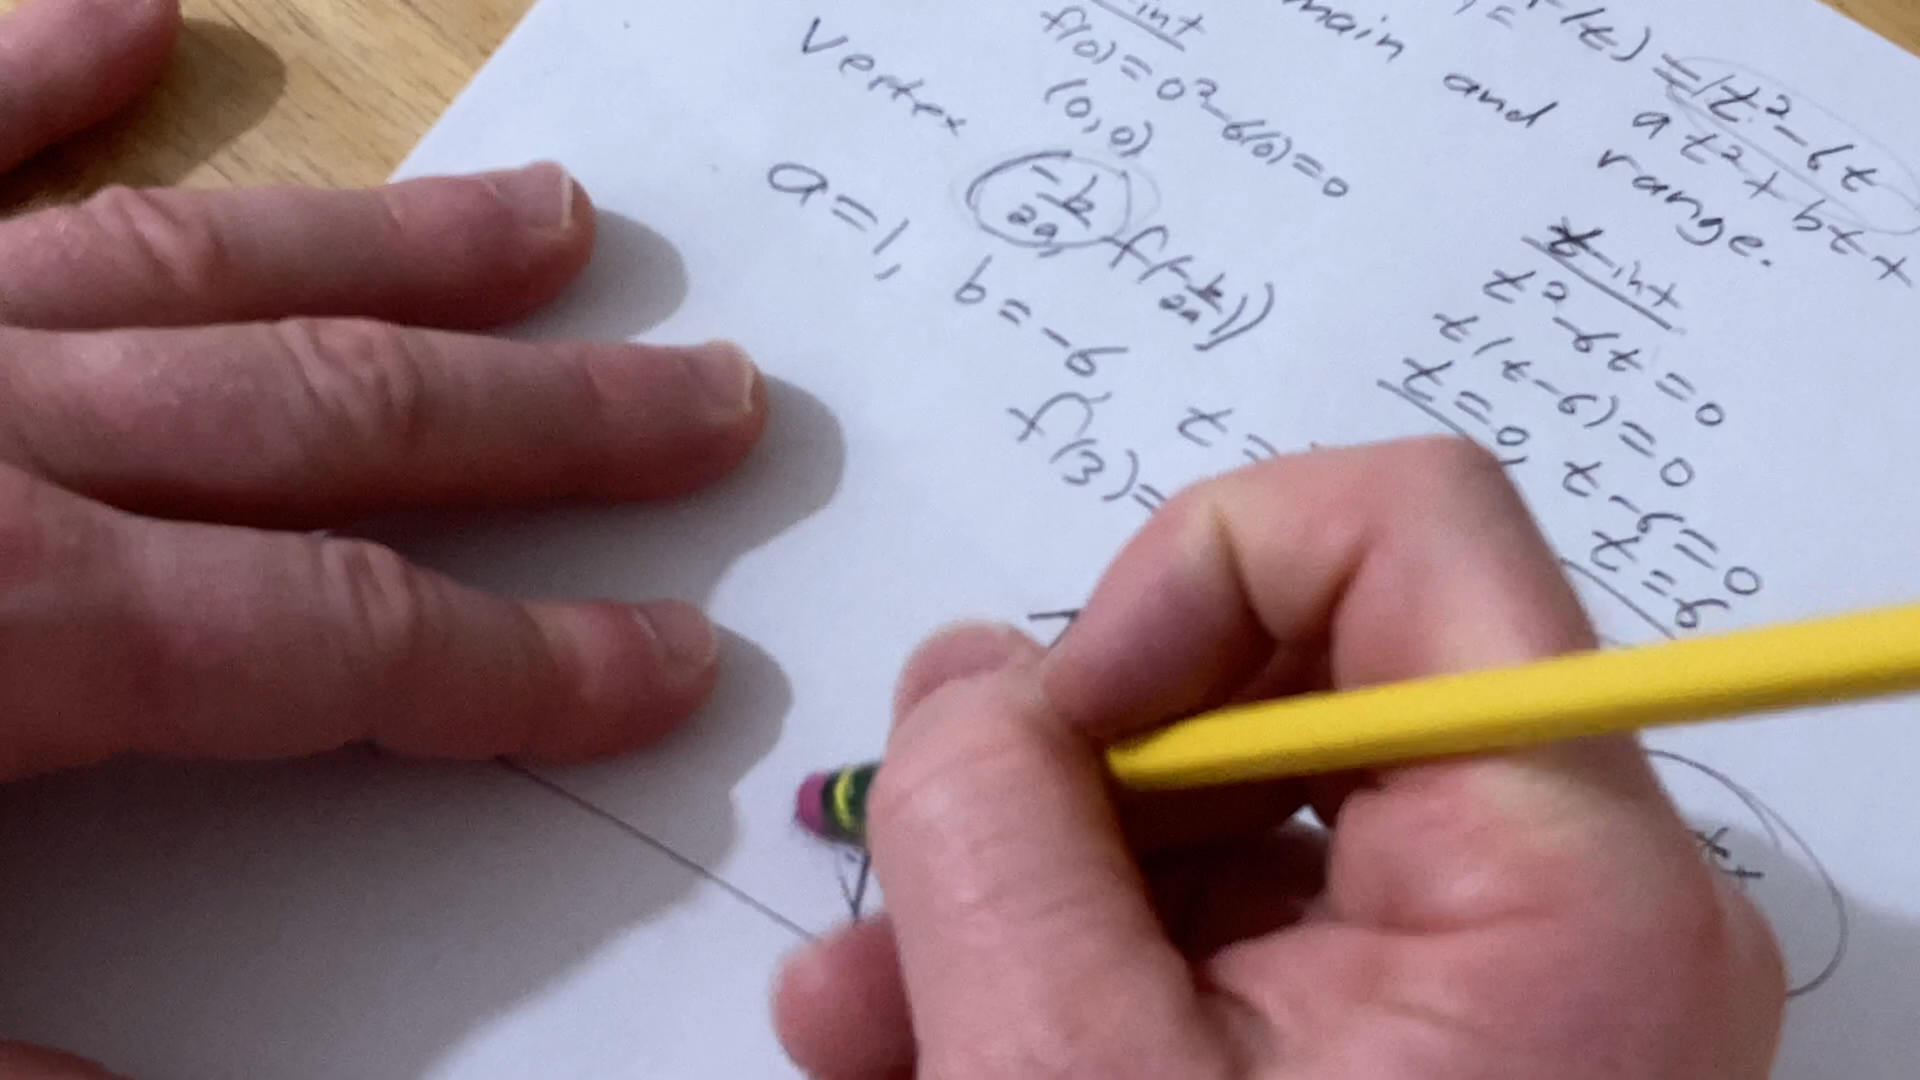 main and range.
f(t) = 1t² - 6t
at² + bt +
-int
f(0) = 0² - 6(0) = 0
(0,0)
Vertex (-b/2a, f(-b/2a))
a = 1, b = -6, t =
f(3) =
t-int
t² - 6t = 0
t(t-6) = 0
t = 0, t - 6 = 0
t = 6